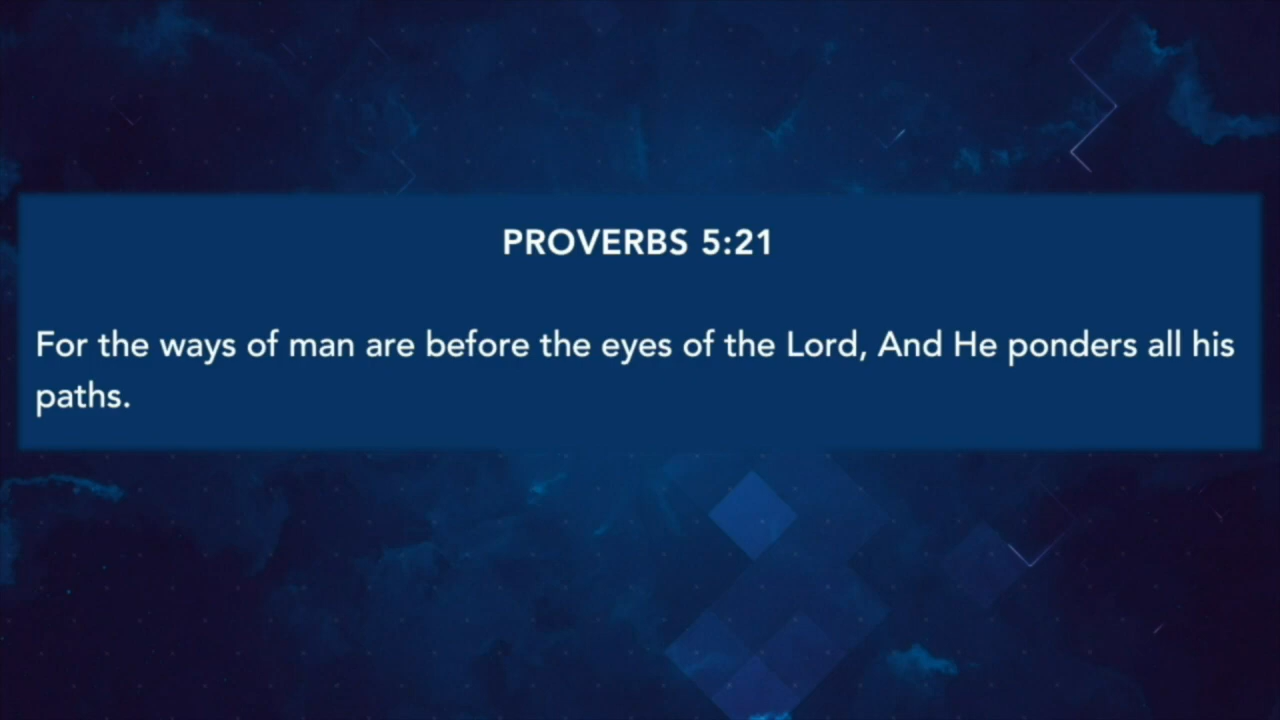 PROVERBS 5:21
For the ways of man are before the eyes of the Lord, And He ponders all his
paths.